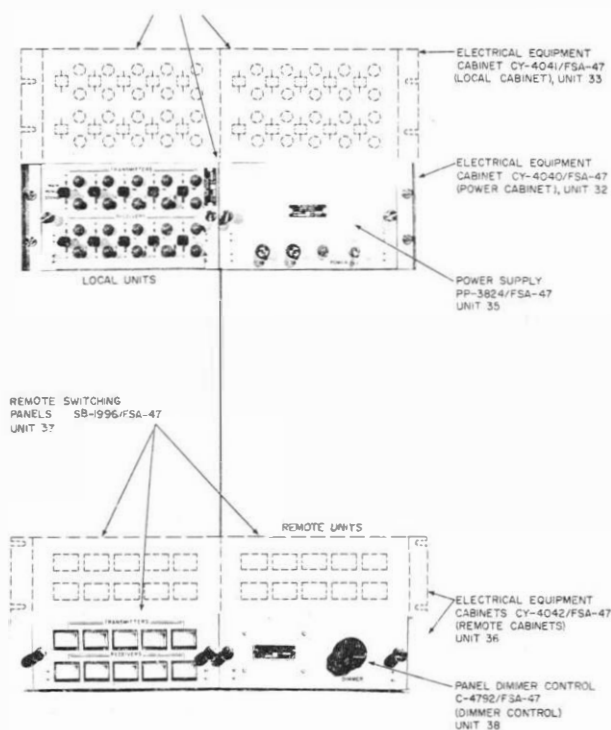 ELECTRICAL EQUIPMENT
CABINET CY-4041/FSA-47
(LOCAL CABINET), UNIT 33
ELECTRICAL EQUIPMENT
CABINET CY-4040/FSA-47
(POWER CABINET), UNIT 32
TRANSMITTERS
RECEIVERS
POWER
LOCAL UNITS
POWER SUPPLY
PP-3824/FSA-47
UNIT 35
REMOTE SWITCHING
PANELS SB-1996/FSA-47
UNIT 37
REMOTE UNITS
ELECTRICAL EQUIPMENT
CABINETS CY-4042/FSA-47
(REMOTE CABINETS)
UNIT 36
TRANSMITTERS
RECEIVERS
DIMMER
PANEL DIMMER CONTROL
C-4792/FSA-47
(DIMMER CONTROL)
UNIT 38